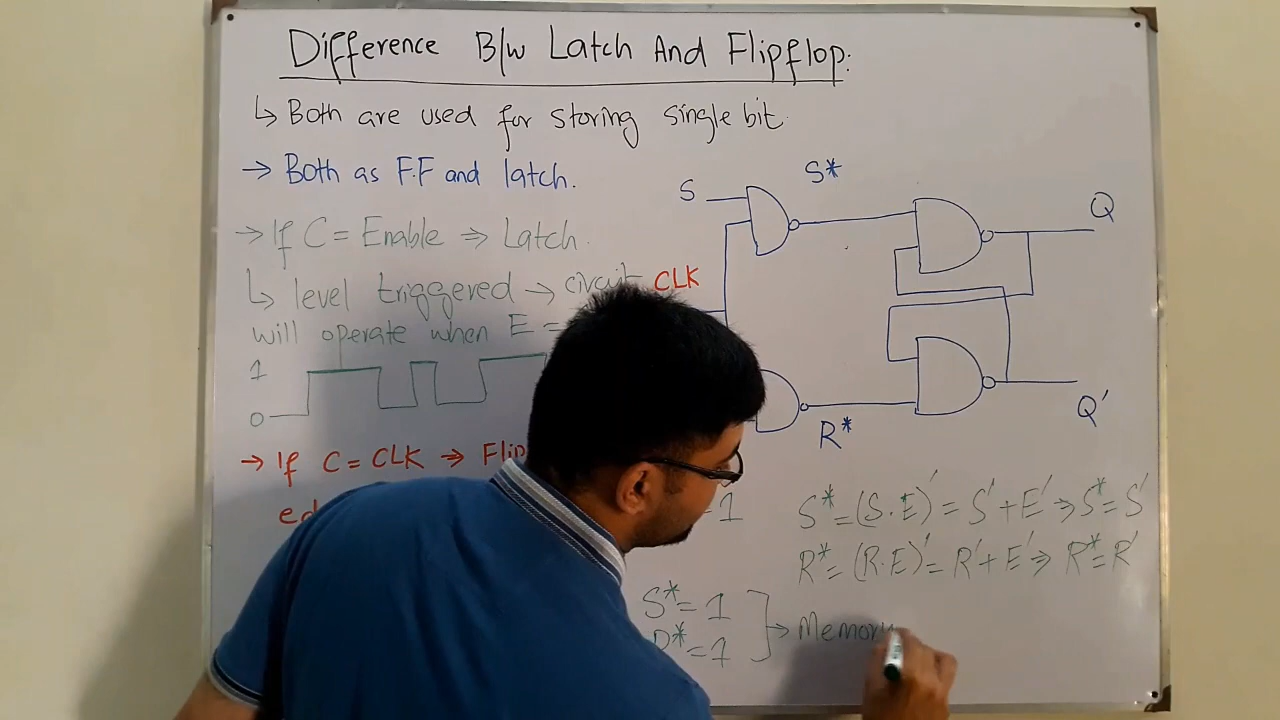 Difference B/w Latch And Flipflop:
↳ Both are used for storing single bit.
→ Both as F.F and latch.
→ If C = Enable ⇒ Latch.
↳ level triggered → circuit
will operate when E =
1
0
→ If C = CLK →
S
S*
Q
CLK
R*
Q'
= 1
S* = (S.E)' = S' + E' ⇒ S* = S'
R* = (R.E)' = R' + E' ⇒ R* = R'
S* = 1
R* = 1
→ Memory